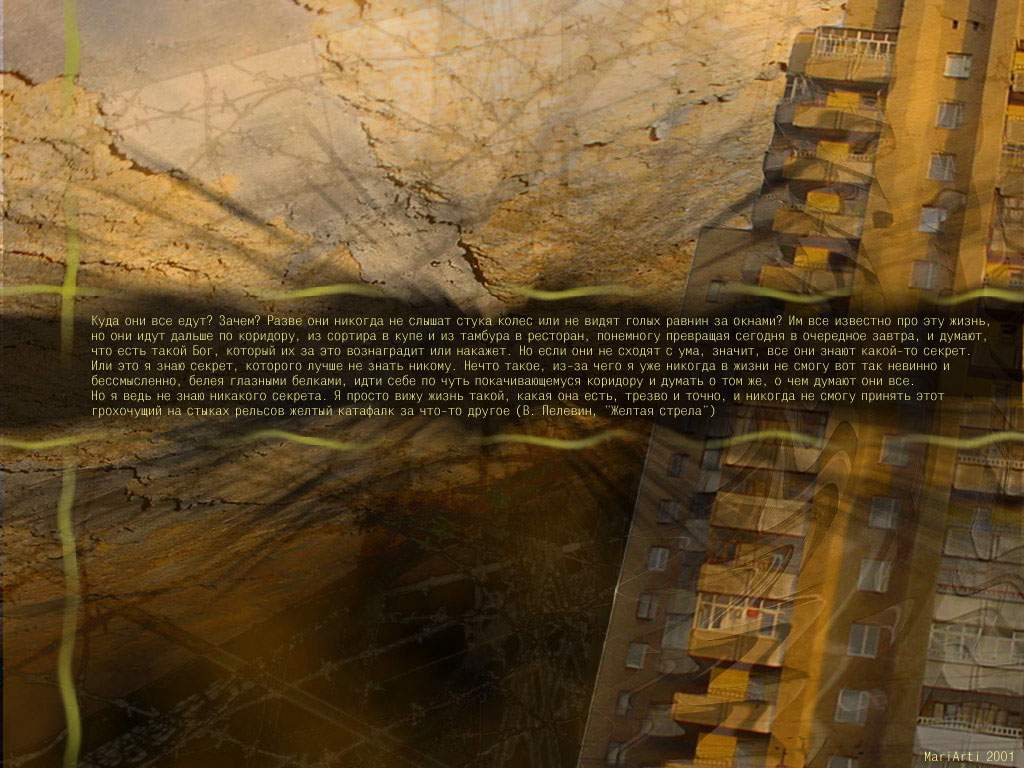 Куда они все едут? Зачем? Разве они никогда не слышат стука колес или не видят голых равнин за окнами? Им все известно про эту жизнь,
но они идут дальше по коридору, из сортира в купе и из тамбура в ресторан, понемногу превращая сегодня в очередное завтра, и думают,
что есть такой Бог, который их за это вознаградит или накажет. Но если они не сходят с ума, значит, все они знают какой-то секрет.
Или это я знаю секрет, которого лучше не знать никому. Нечто такое, из-за чего я уже никогда в жизни не смогу вот так невинно и
бессмысленно, белея глазными белками, идти себе по чуть покачивающемуся коридору и думать о том же, о чем думают они все.
Но я ведь не знаю никакого секрета. Я просто вижу жизнь такой, какая она есть, трезво и точно, и никогда не смогу принять этот
грохочущий на стыках рельсов желтый катафалк за что-то другое (В. Пелевин, "Желтая стрела")
MariArti 2001